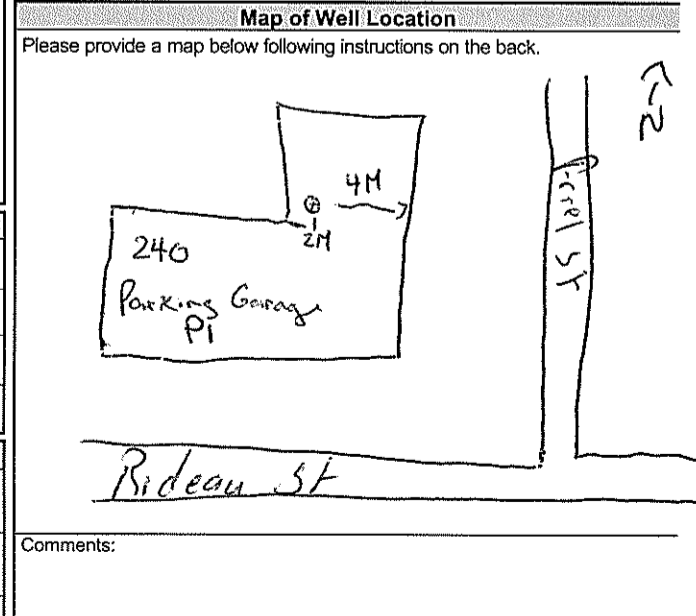 Map of Well Location
Please provide a map below following instructions on the back.
N
4M
2M
240
Parking Garage
P1
St
Rideau St
Comments: